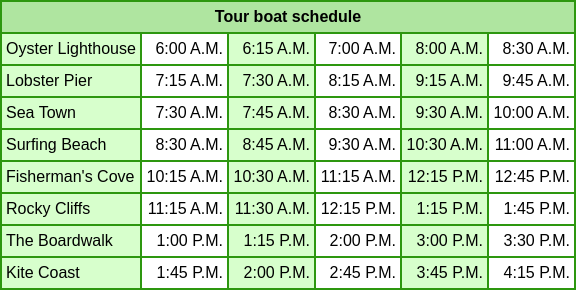 Tour boat schedule
Oyster Lighthouse 6:00 A.M. 6:15 A.M. 7:00 A.M. 8:00 A.M. 8:30 A.M.
Lobster Pier 7:15 A.M. 7:30 A.M. 8:15 A.M. 9:15 A.M. 9:45 A.M.
Sea Town 7:30 A.M. 7:45 A.M. 8:30 A.M. 9:30 A.M. 10:00 A.M.
Surfing Beach 8:30 A.M. 8:45 A.M. 9:30 A.M. 10:30 A.M. 11:00 A.M.
Fisherman's Cove 10:15 A.M. 10:30 A.M. 11:15 A.M. 12:15 P.M. 12:45 P.M.
Rocky Cliffs 11:15 A.M. 11:30 A.M. 12:15 P.M. 1:15 P.M. 1:45 P.M.
The Boardwalk 1:00 P.M. 1:15 P.M. 2:00 P.M. 3:00 P.M. 3:30 P.M.
Kite Coast 1:45 P.M. 2:00 P.M. 2:45 P.M. 3:45 P.M. 4:15 P.M.